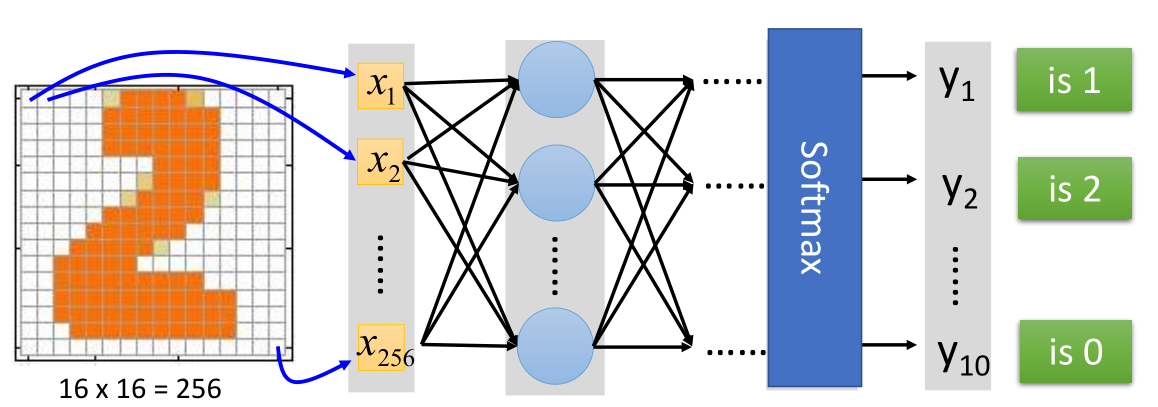 x1
x2
x256
16 x 16 = 256
Softmax
y1
y2
y10
is 1
is 2
is 0